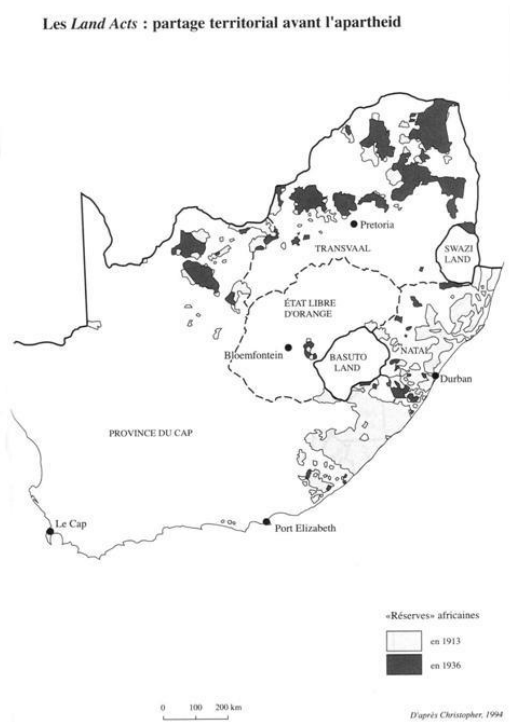 Les Land Acts : partage territorial avant l'apartheid
Pretoria
TRANSVAAL
SWAZI
LAND
ÉTAT LIBRE
D'ORANGE
Bloemfontein
BASUTO
LAND
NATAL
Durban
PROVINCE DU CAP
Le Cap
Port Elizabeth
«Réserves» africaines
en 1913
en 1936
0 100 200 km
D'après Christopher, 1994